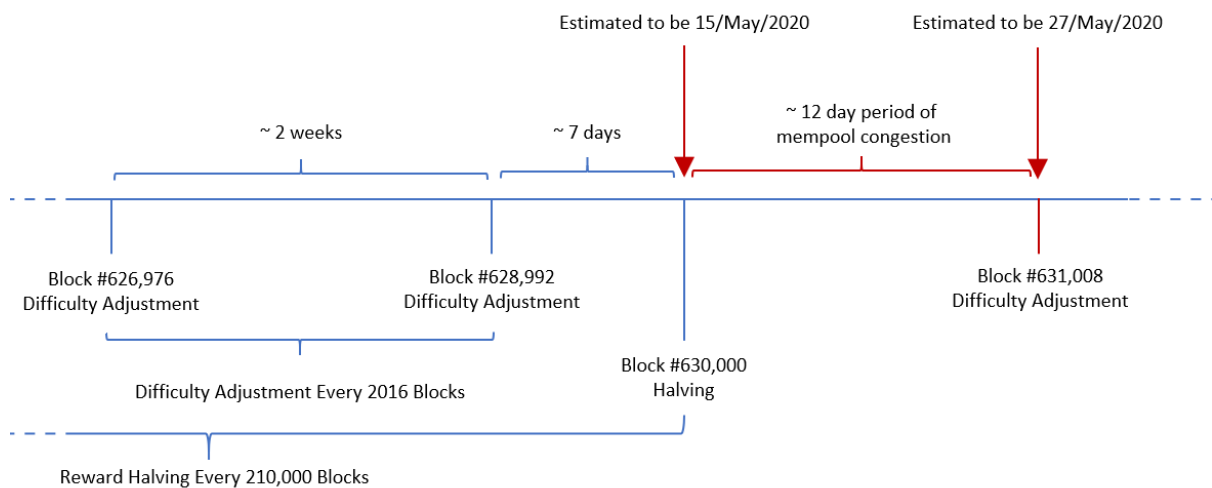 Estimated to be 15/May/2020
Estimated to be 27/May/2020
~ 2 weeks
~ 7 days
~ 12 day period of
mempool congestion
Block #626,976
Difficulty Adjustment
Block #628,992
Difficulty Adjustment
Block #631,008
Difficulty Adjustment
Block #630,000
Halving
Difficulty Adjustment Every 2016 Blocks
Reward Halving Every 210,000 Blocks